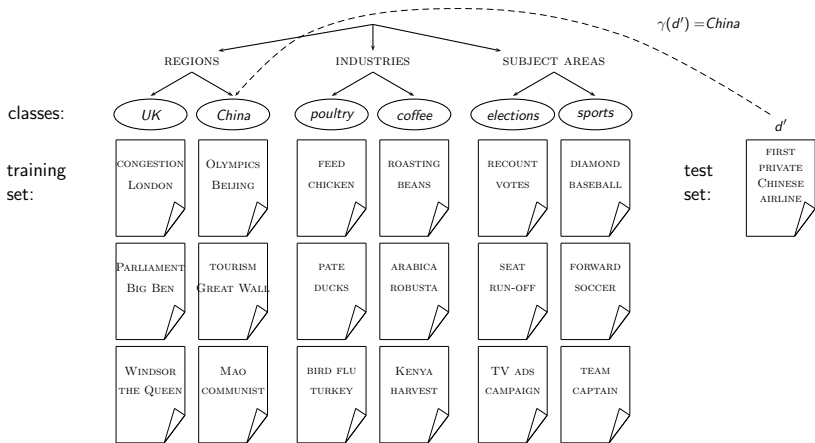 γ(d′) =China
REGIONS INDUSTRIES SUBJECT AREAS
classes: UK China poultry coffee elections sports
d′
training set:
CONGESTION
LONDON
OLYMPICS
BEIJING
FEED
CHICKEN
ROASTING
BEANS
RECOUNT
VOTES
DIAMOND
BASEBALL
test set:
FIRST
PRIVATE
CHINESE
AIRLINE
PARLIAMENT
BIG BEN
TOURISM
GREAT WALL
PATE
DUCKS
ARABICA
ROBUSTA
SEAT
RUN-OFF
FORWARD
SOCCER
WINDSOR
THE QUEEN
MAO
COMMUNIST
BIRD FLU
TURKEY
KENYA
HARVEST
TV ADS
CAMPAIGN
TEAM
CAPTAIN